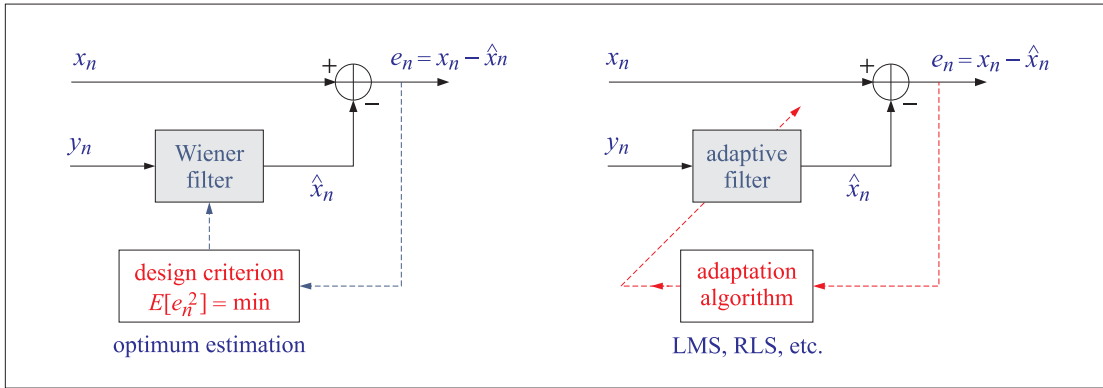 xₙ
+
eₙ = xₙ − x̂ₙ
−
yₙ
Wiener
filter
x̂ₙ
design criterion
E[eₙ²] = min
optimum estimation
xₙ
+
eₙ = xₙ − x̂ₙ
−
yₙ
adaptive
filter
x̂ₙ
adaptation
algorithm
LMS, RLS, etc.